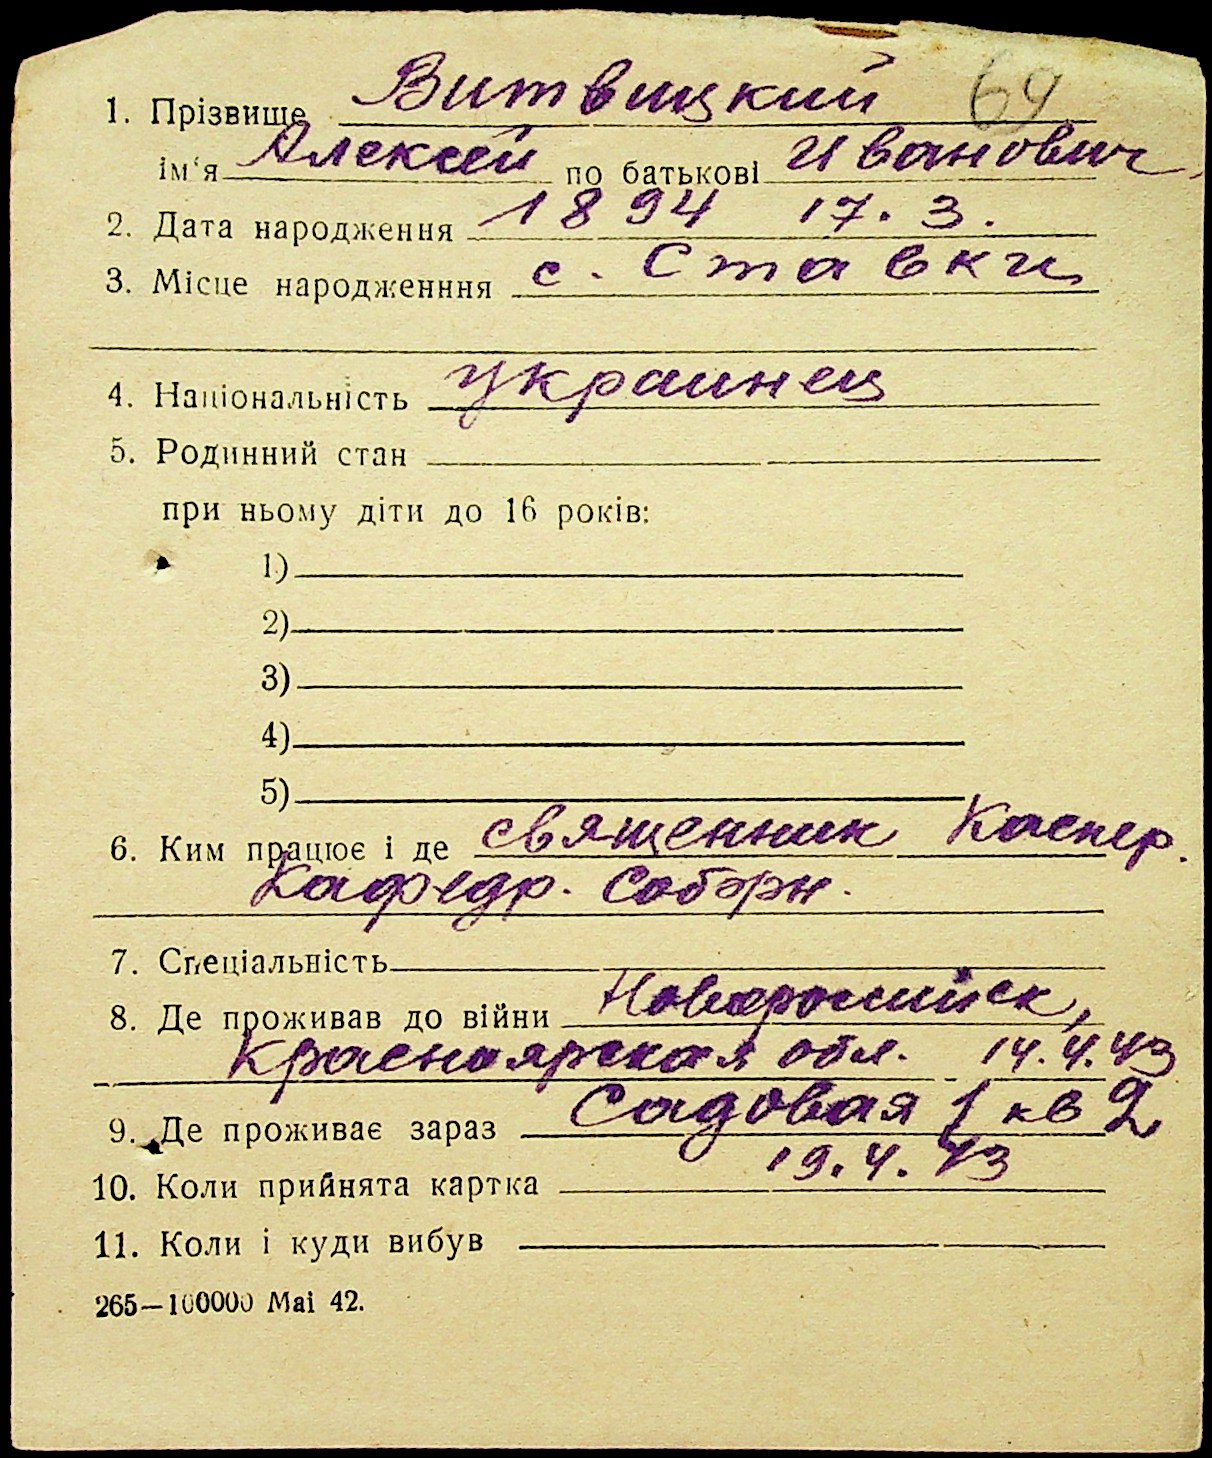 69
1. Прізвище Витвицкий
ім‘я Алексей по батькові Иванович
2. Дата народження 1894 17. 3.
3. Місце народженння с. Ставки
4. Національність украинец
5. Родинний стан
при ньому діти до 16 років:
1)
2)
3)
4)
5)
6. Ким працює і де священник Каспер.
Кафедр. Соборн.
7. Спеціальність
8. Де проживав до війни Новоросийск,
Красноярская обл. 14.4.43
9. Де проживає зараз Садовая 1 кв 2
10. Коли прийнята картка 19.4.43
11. Коли і куди вибув
265—100000 Mai 42.